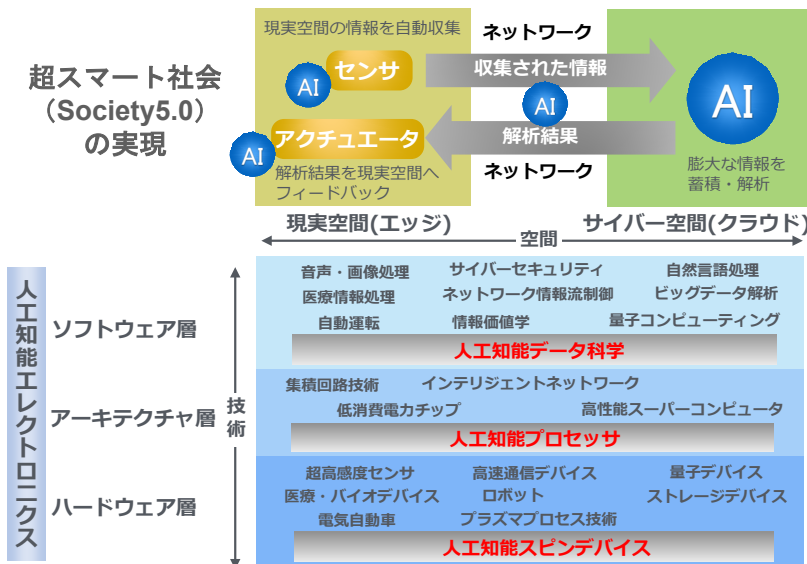 超スマート社会
（Society5.0）
の実現
現実空間の情報を自動収集
AI
センサ
AI
アクチュエータ
解析結果を現実空間へ
フィードバック
ネットワーク
収集された情報
AI
解析結果
ネットワーク
AI
膨大な情報を
蓄積・解析
現実空間(エッジ)
サイバー空間(クラウド)
空間
人工知能エレクトロニクス
技術
ソフトウェア層
音声・画像処理
サイバーセキュリティ
自然言語処理
医療情報処理
ネットワーク情報流制御
ビッグデータ解析
自動運転
情報価値学
量子コンピューティング
人工知能データ科学
アーキテクチャ層
集積回路技術
インテリジェントネットワーク
低消費電力チップ
高性能スーパーコンピュータ
人工知能プロセッサ
ハードウェア層
超高感度センサ
高速通信デバイス
量子デバイス
医療・バイオデバイス
ロボット
ストレージデバイス
電気自動車
プラズマプロセス技術
人工知能スピンデバイス